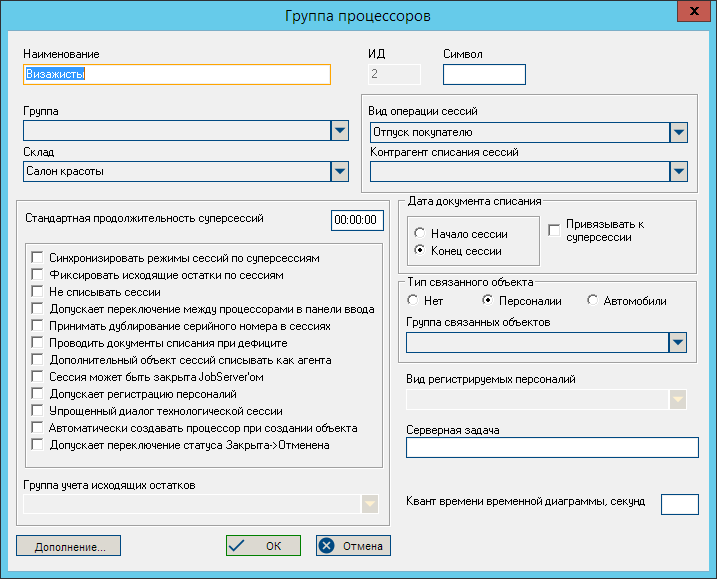 Группа процессоров
x
Наименование
ИД
Символ
Визажисты
2
Группа
Склад
Салон красоты
Вид операции сессий
Отпуск покупателю
Контрагент списания сессий
Стандартная продолжительность суперсессий
00:00:00
Синхронизировать режимы сессий по суперсессиям
Фиксировать исходящие остатки по сессиям
Не списывать сессии
Допускает переключение между процессорами в панели ввода
Принимать дублирование серийного номера в сессиях
Проводить документы списания при дефиците
Дополнительный объект сессий списывать как агента
Сессия может быть закрыта JobServer'ом
Допускает регистрацию персоналий
Упрощенный диалог технологической сессии
Автоматически создавать процессор при создании объекта
Допускает переключение статуса Закрыта->Отменена
Группа учета исходящих остатков
Дата документа списания
Начало сессии
Конец сессии
Привязывать к
суперсессии
Тип связанного объекта
Нет
Персоналии
Автомобили
Группа связанных объектов
Вид регистрируемых персоналий
Серверная задача
Квант времени временной диаграммы, секунд
Дополнение...
ОК
Отмена